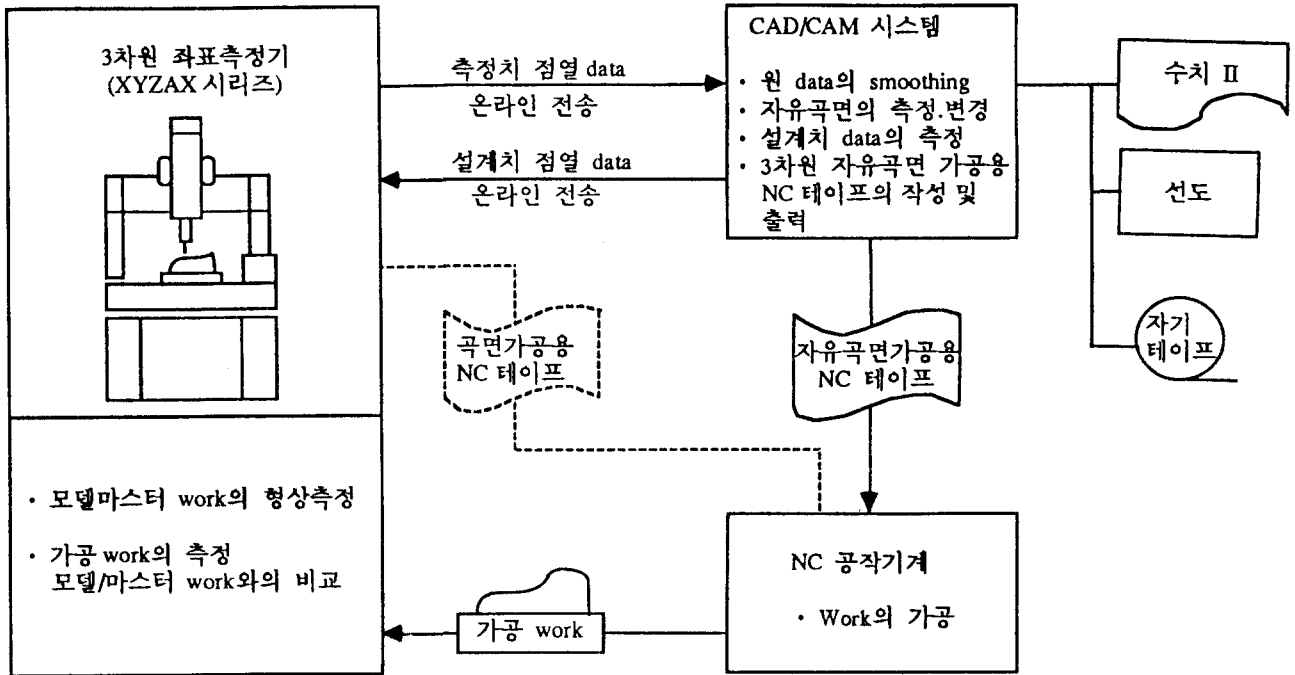 3차원 좌표측정기
(XYZAX 시리즈)
측정치 점열 data
온라인 전송
설계치 점열 data
온라인 전송
CAD/CAM 시스템
· 원 data의 smoothing
· 자유곡면의 측정.변경
· 설계치 data의 측정
· 3차원 자유곡면 가공용
NC 테이프의 작성 및
출력
수치 II
선도
자기
테이프
곡면가공용
NC 테이프
자유곡면가공용
NC 테이프
· 모델마스터 work의 형상측정
· 가공 work의 측정
모델/마스터 work와의 비교
가공 work
NC 공작기계
· Work의 가공